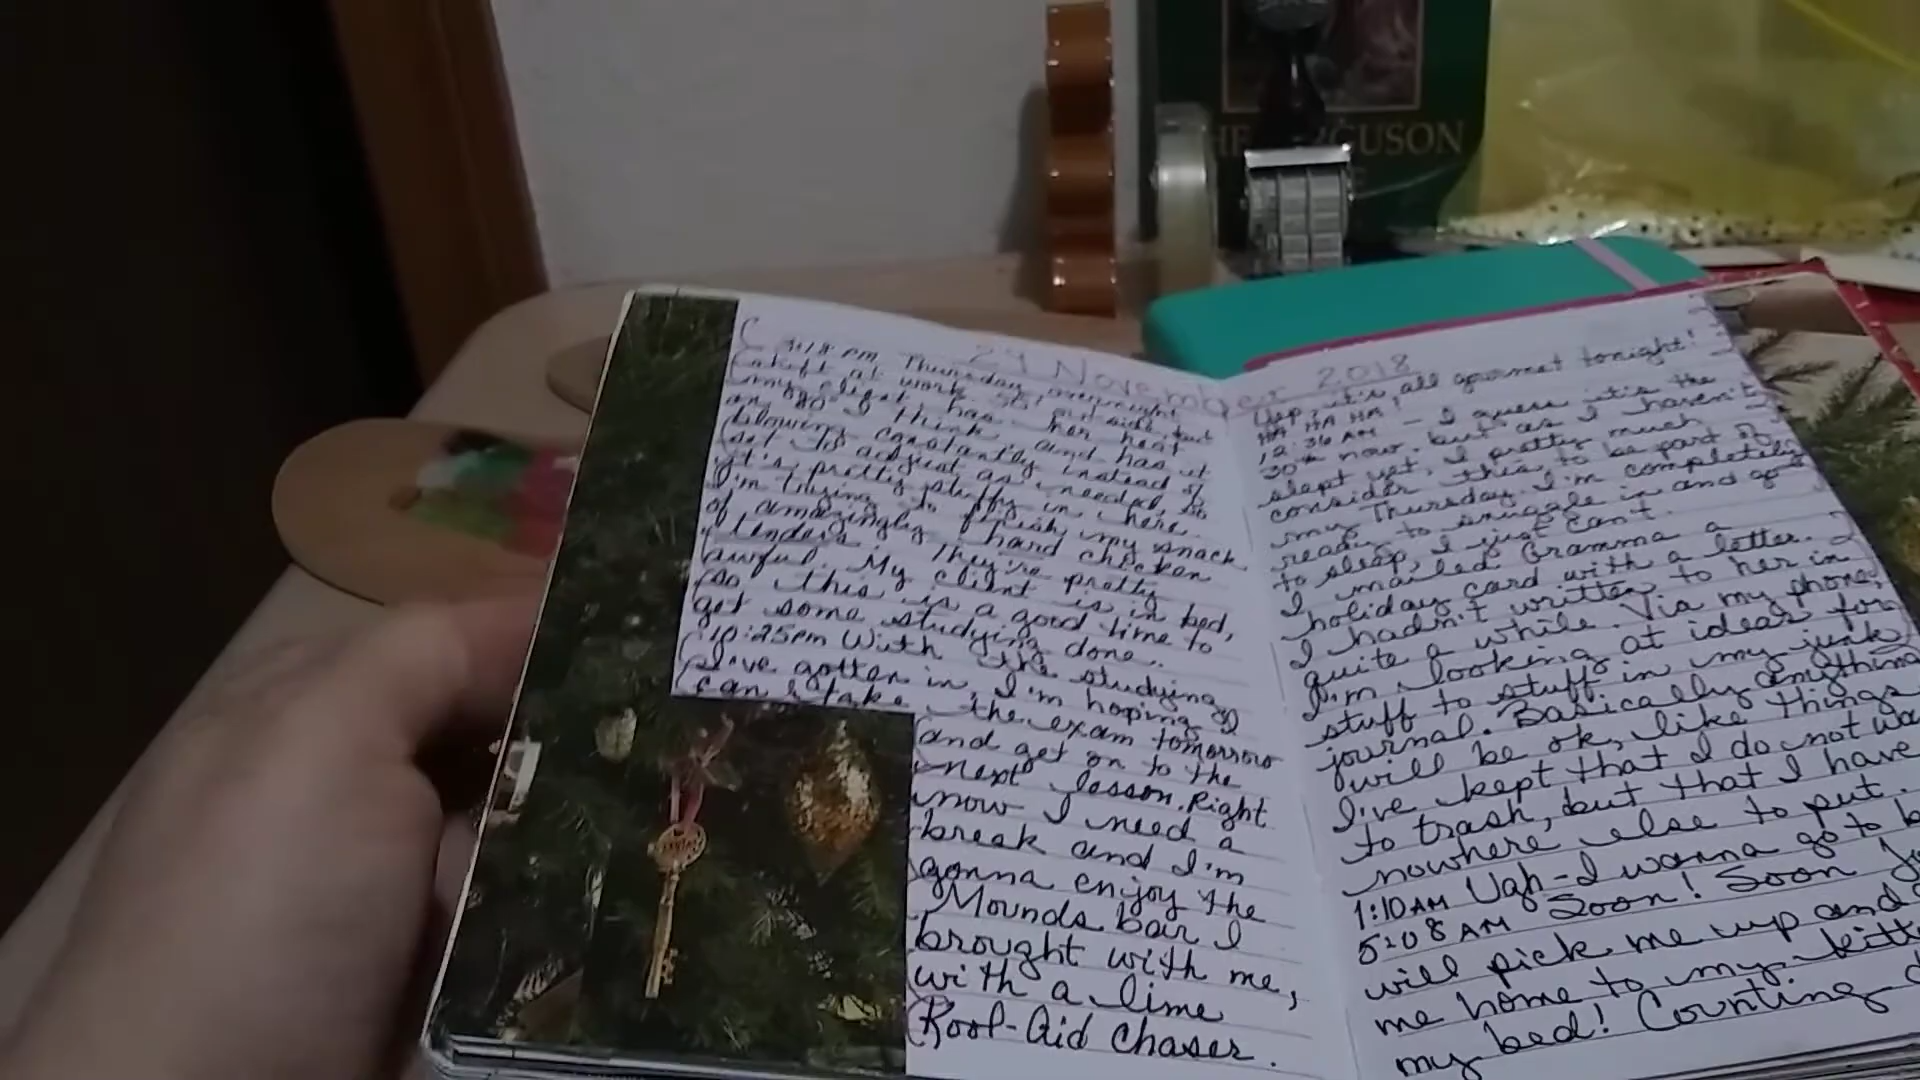 HE FERGUSON
29 November 2018
9:18 pm Thursday, overnight
shift at work. 50° outside but
my client has her heat
on 80° I think, and has it
blowing constantly instead of
set to adjust as needed, so
it's pretty stuffy in here.
I'm trying to finish my snack
of amazingly hard chicken
tenders. They're pretty
awful. My client is in bed,
so this is a good time to
get some studying done.
10:25pm With the studying
I've gotten in, I'm hoping I
can take the exam tomorrow
and get on to the
next lesson. Right
now I need a
break and I'm
gonna enjoy the
Mounds bar I
brought with me,
with a lime
Kool-Aid chaser.
Yep, it's all gourmet tonight!
HA HA HA!
12:36 AM - I guess it's the
30th now, but as I haven't
slept yet, I pretty much
consider this to be part of
my Thursday. I'm completely
ready to snuggle in and go
to sleep, I just can't.
I mailed Gramma a
holiday card with a letter.
I hadn't written to her in
quite a while. Via my phone,
I'm looking at ideas for
stuff to stuff in my junk
journal. Basically anything
will be ok, like things
I've kept that I do not wa
to trash, but that I have
nowhere else to put.
1:10 AM Ugh - I wanna go to b
5:08 AM Soon! Soon
will pick me up and
me home to my kitt
my bed! Counting d